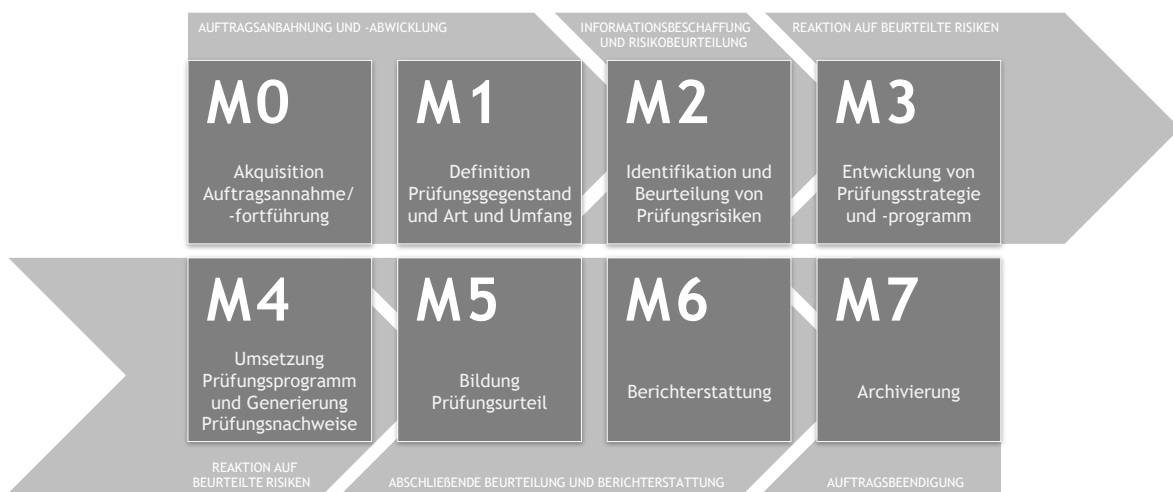 AUFTRAGSANBAHNUNG UND -ABWICKLUNG
INFORMATIONSBESCHAFFUNG
UND RISIKOBEURTEILUNG
REAKTION AUF BEURTEILTE RISIKEN
M0
Akquisition
Auftragsannahme/
-fortführung
M1
Definition
Prüfungsgegenstand
und Art und Umfang
M2
Identifikation und
Beurteilung von
Prüfungsrisiken
M3
Entwicklung von
Prüfungsstrategie
und -programm
M4
Umsetzung
Prüfungsprogramm
und Generierung
Prüfungsnachweise
M5
Bildung
Prüfungsurteil
M6
Berichterstattung
M7
Archivierung
REAKTION AUF
BEURTEILTE RISIKEN
ABSCHLIEßENDE BEURTEILUNG UND BERICHTERSTATTUNG
AUFTRAGSBEENDIGUNG